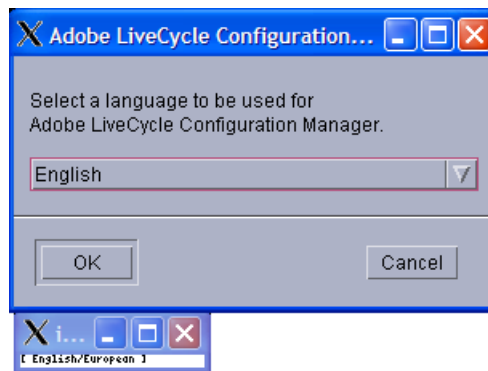 Adobe LiveCycle Configuration...
Select a language to be used for
Adobe LiveCycle Configuration Manager.
English
OK Cancel
i...
[ English/European ]